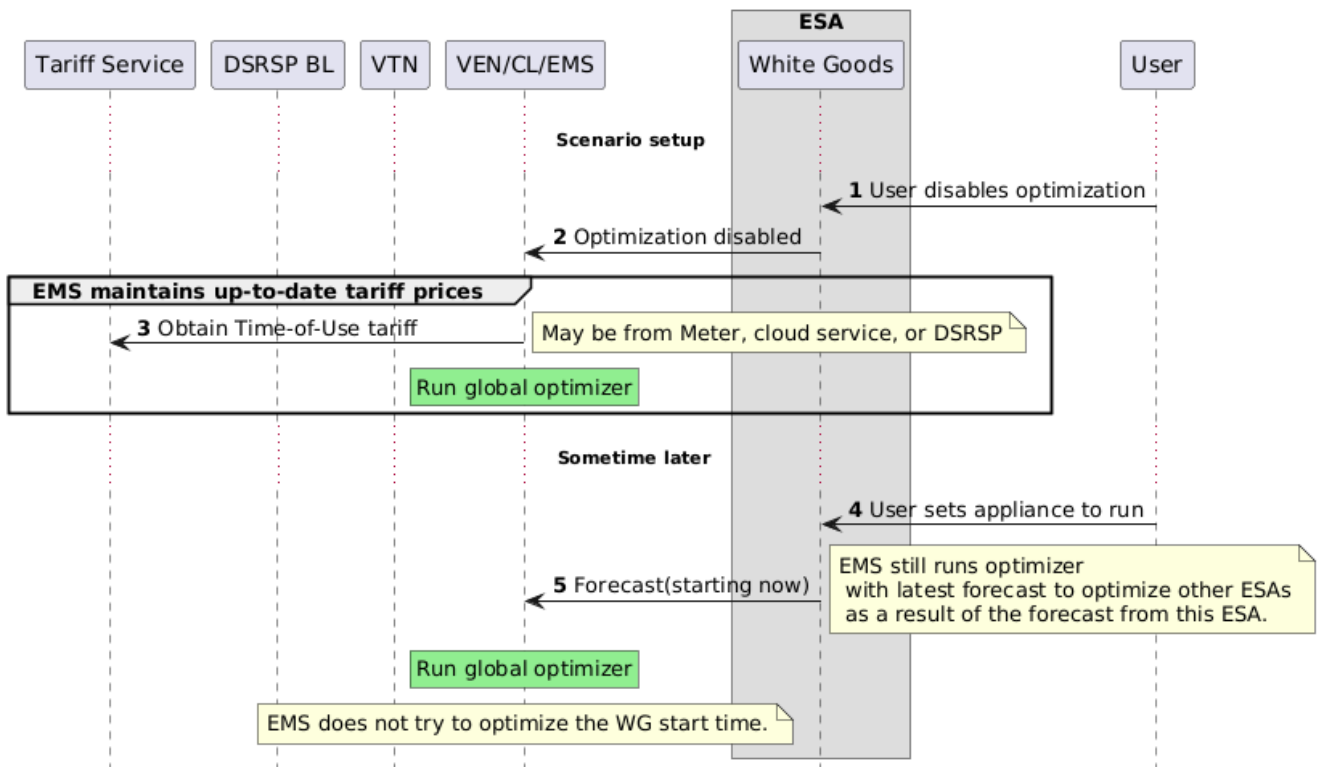 ESA
Tariff Service
DSRSP BL
VTN
VEN/CL/EMS
White Goods
User
Scenario setup
1 User disables optimization
2 Optimization disabled
EMS maintains up-to-date tariff prices
3 Obtain Time-of-Use tariff
May be from Meter, cloud service, or DSRSP
Run global optimizer
Sometime later
4 User sets appliance to run
EMS still runs optimizer
with latest forecast to optimize other ESAs
as a result of the forecast from this ESA.
5 Forecast(starting now)
Run global optimizer
EMS does not try to optimize the WG start time.